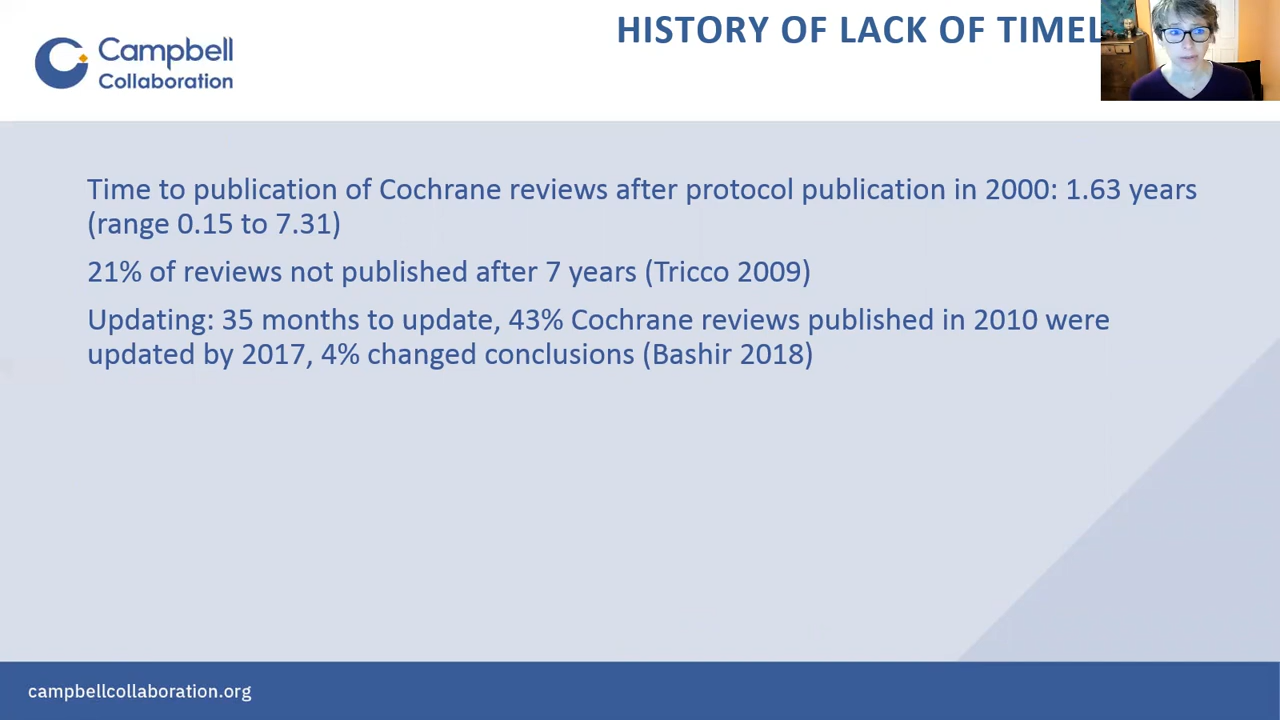 Campbell
Collaboration
HISTORY OF LACK OF
Time to publication of Cochrane reviews after protocol publication in 2000: 1.63 years
(range 0.15 to 7.31)
21% of reviews not published after 7 years (Tricco 2009)
Updating: 35 months to update, 43% Cochrane reviews published in 2010 were
updated by 2017, 4% changed conclusions (Bashir 2018)
campbellcollaboration.org